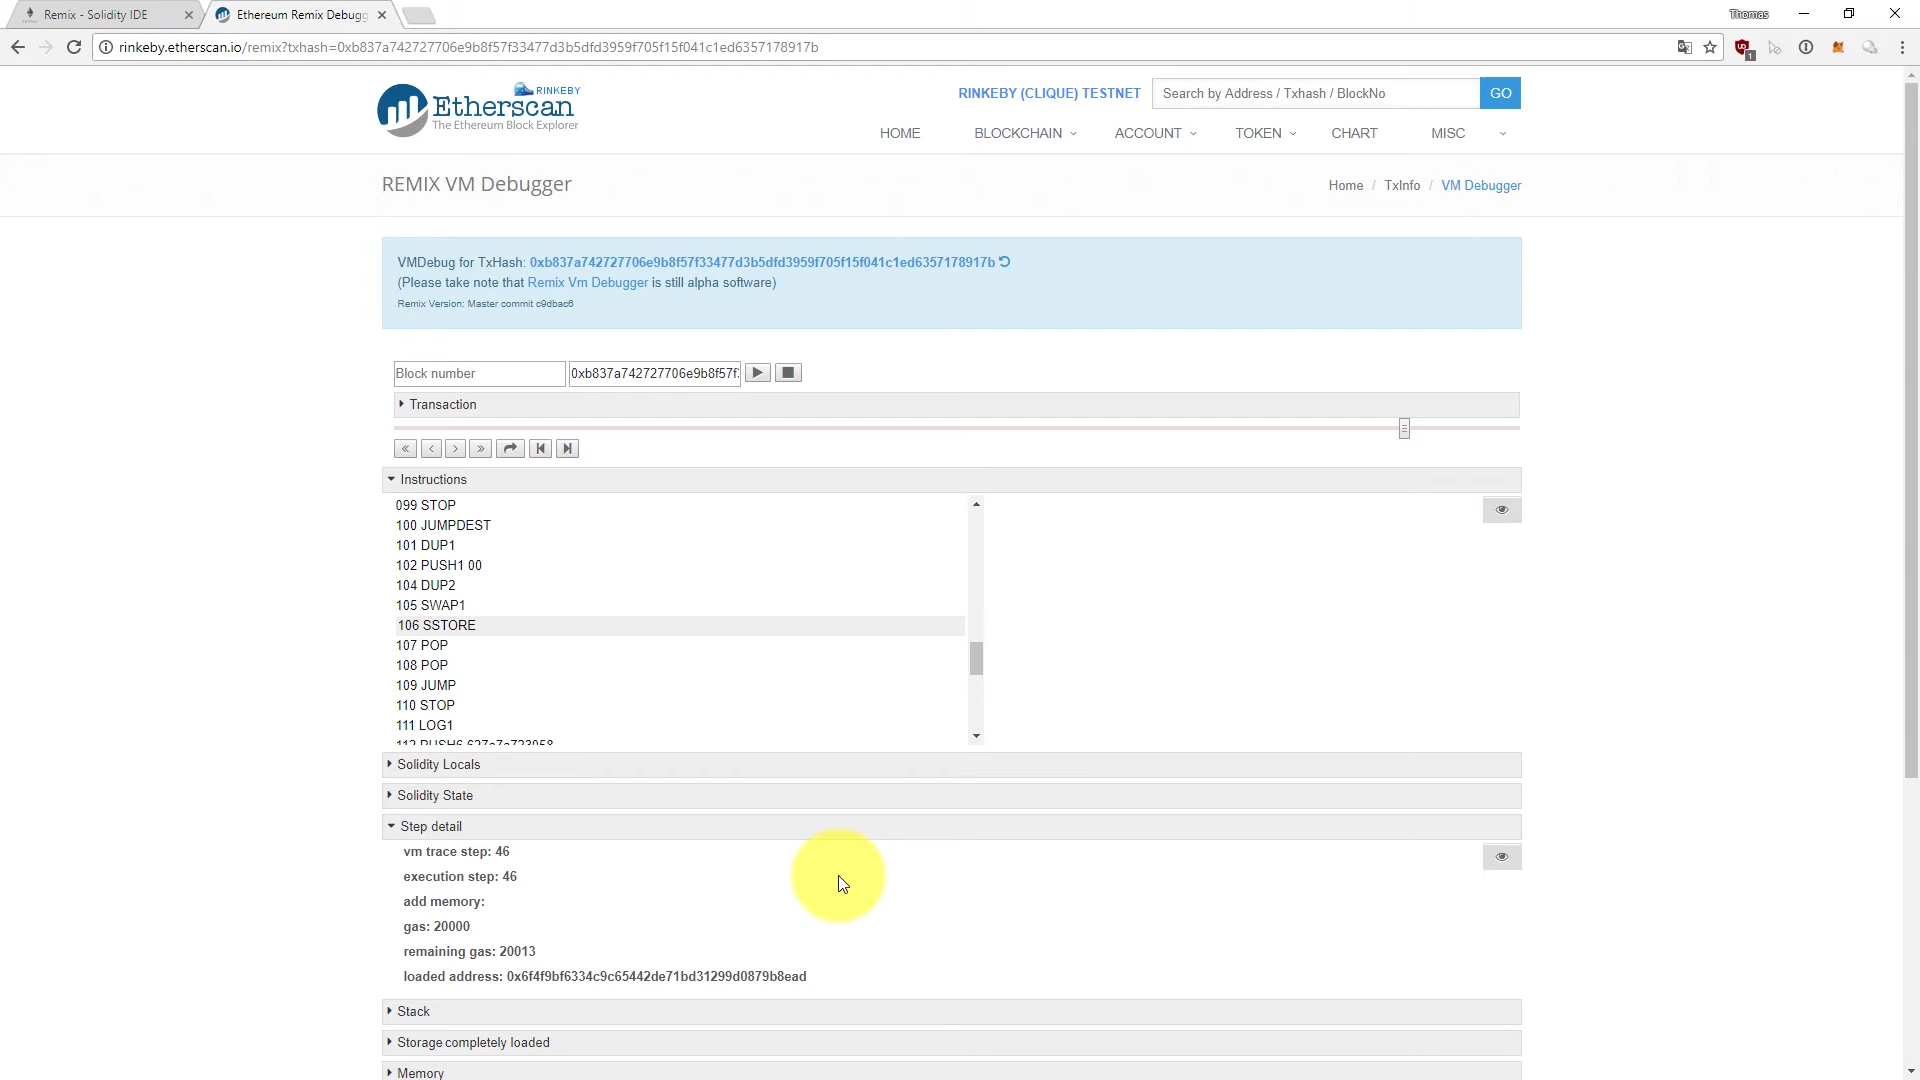 Remix - Solidity IDE
Ethereum Remix Debugg
Thomas
rinkeby.etherscan.io/remix?txhash=0xb837a742727706e9b8f57f33477d3b5dfd3959f705f15f041c1ed6357178917b
1
RINKEBY
Etherscan
The Ethereum Block Explorer
RINKEBY (CLIQUE) TESTNET
Search by Address / Txhash / BlockNo
GO
HOME
BLOCKCHAIN
ACCOUNT
TOKEN
CHART
MISC
REMIX VM Debugger
Home / TxInfo / VM Debugger
VMDebug for TxHash: 0xb837a742727706e9b8f57f33477d3b5dfd3959f705f15f041c1ed6357178917b
(Please take note that Remix Vm Debugger is still alpha software)
Remix Version: Master commit c9dbac6
Block number
0xb837a742727706e9b8f57f
Transaction
Instructions
099 STOP
100 JUMPDEST
101 DUP1
102 PUSH1 00
104 DUP2
105 SWAP1
106 SSTORE
107 POP
108 POP
109 JUMP
110 STOP
111 LOG1
112 PUSH6 627a7a723058
Solidity Locals
Solidity State
Step detail
vm trace step: 46
execution step: 46
add memory:
gas: 20000
remaining gas: 20013
loaded address: 0x6f4f9bf6334c9c65442de71bd31299d0879b8ead
Stack
Storage completely loaded
Memory